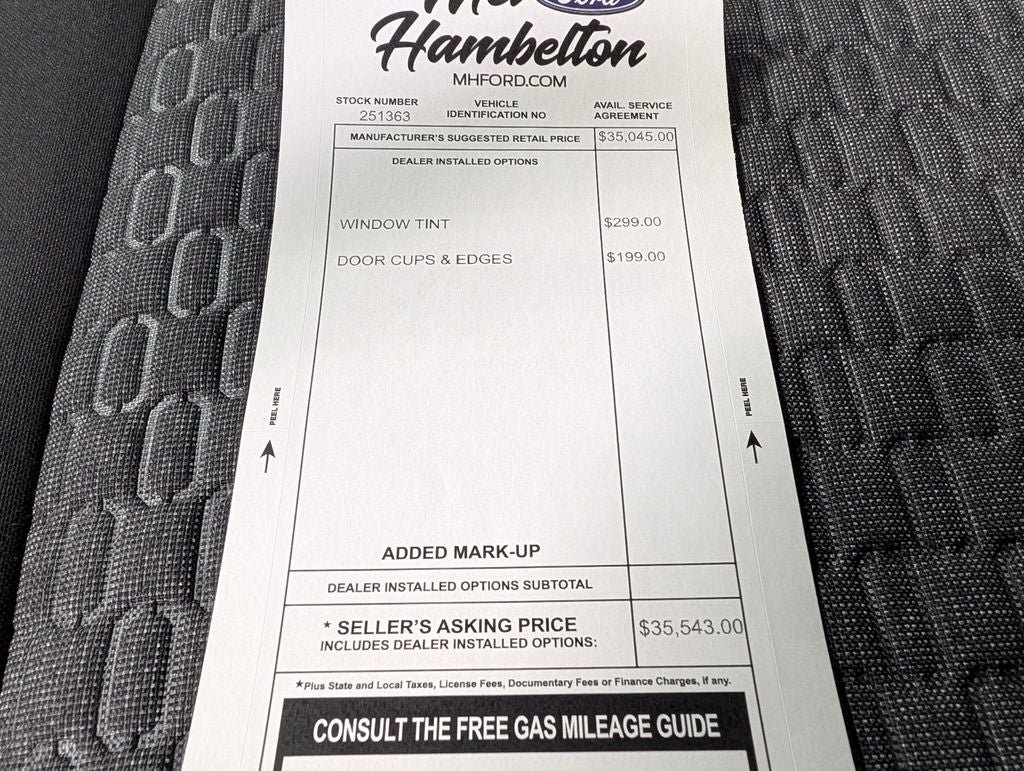 Hambelton
Ford
MHFORD.COM
STOCK NUMBER
251363
VEHICLE
IDENTIFICATION NO
AVAIL. SERVICE
AGREEMENT
MANUFACTURER'S SUGGESTED RETAIL PRICE $35,045.00
DEALER INSTALLED OPTIONS
WINDOW TINT $299.00
DOOR CUPS & EDGES $199.00
PEEL HERE
PEEL HERE
ADDED MARK-UP
DEALER INSTALLED OPTIONS SUBTOTAL
* SELLER'S ASKING PRICE $35,543.00
INCLUDES DEALER INSTALLED OPTIONS:
*Plus State and Local Taxes, License Fees, Documentary Fees or Finance Charges, if any.
CONSULT THE FREE GAS MILEAGE GUIDE